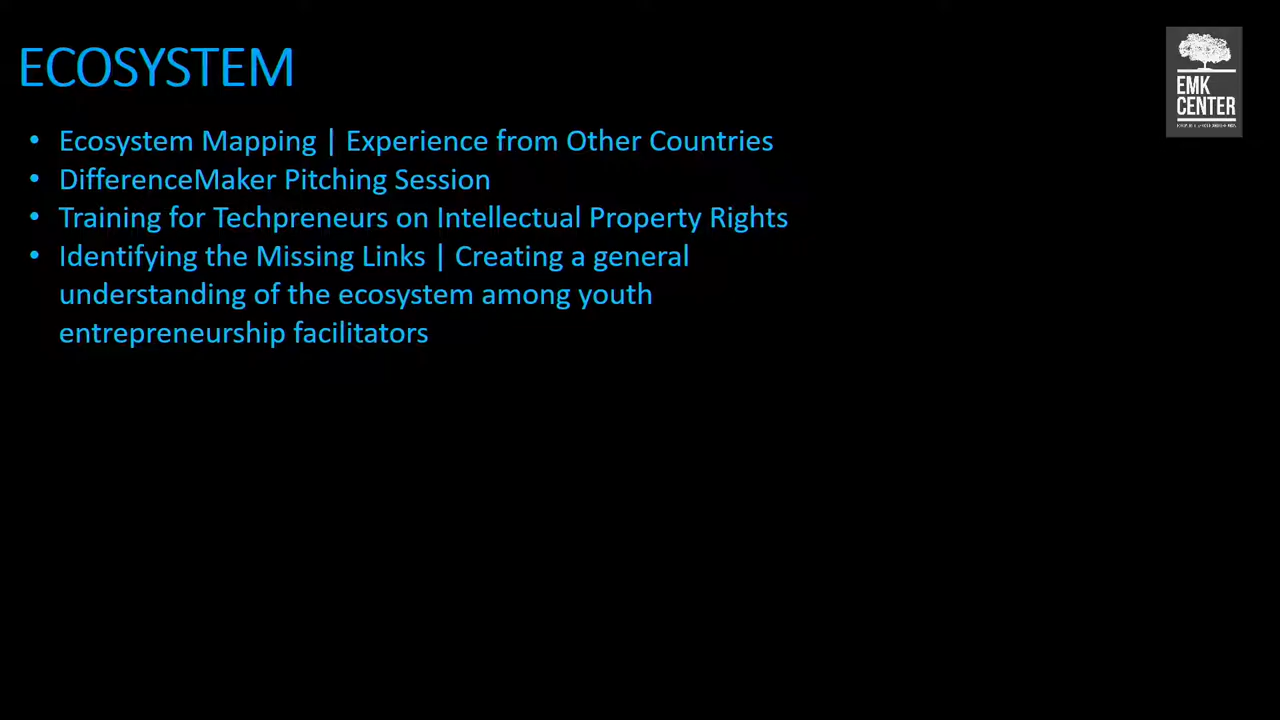 ECOSYSTEM
EMK
CENTER
• Ecosystem Mapping | Experience from Other Countries
• DifferenceMaker Pitching Session
• Training for Techpreneurs on Intellectual Property Rights
• Identifying the Missing Links | Creating a general
understanding of the ecosystem among youth
entrepreneurship facilitators